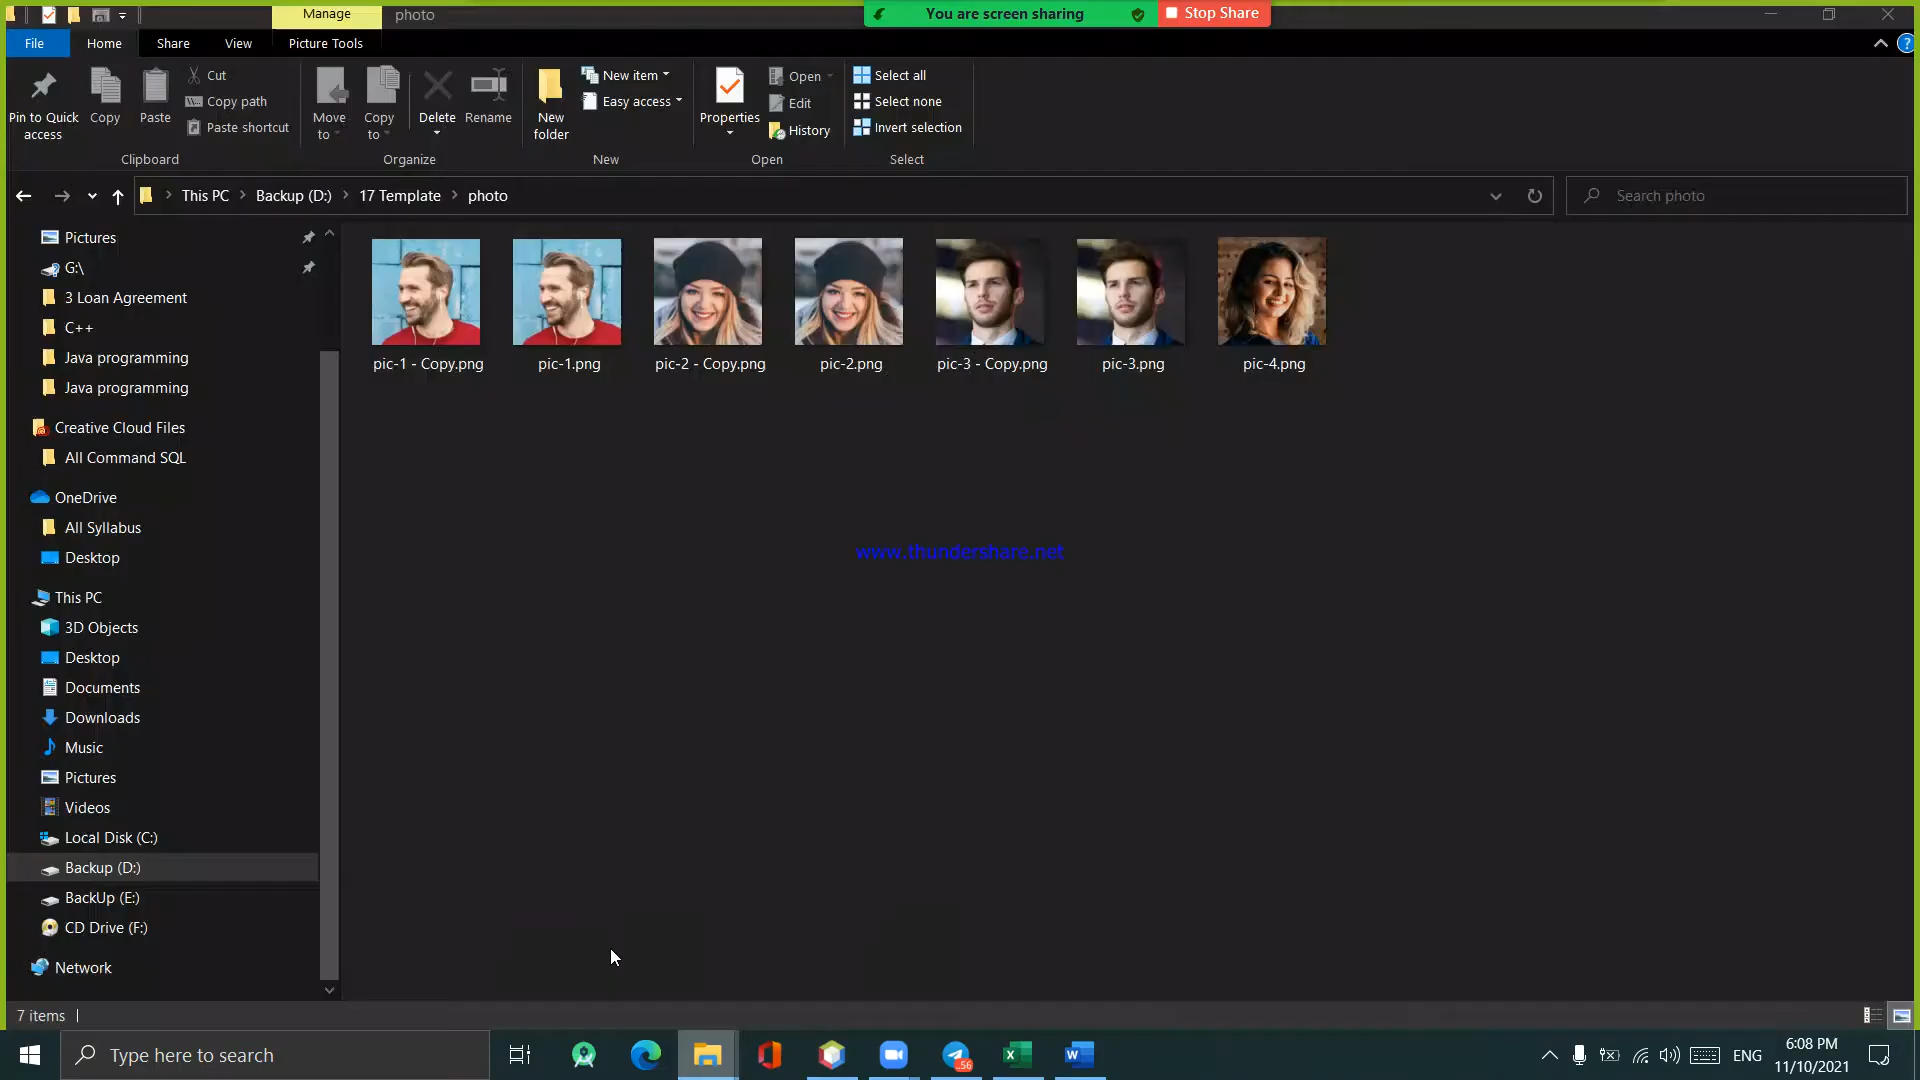 Manage
photo
You are screen sharing
Stop Share
File
Home
Share
View
Picture Tools
?
Pin to Quick access
Copy
Paste
Cut
Copy path
Paste shortcut
Clipboard
Move to
Copy to
Delete
Rename
Organize
New folder
New item
Easy access
New
Properties
Open
Edit
History
Open
Select all
Select none
Invert selection
Select
This PC > Backup (D:) > 17 Template > photo
Search photo
Pictures
G:\
3 Loan Agreement
C++
Java programming
Java programming
Creative Cloud Files
All Command SQL
OneDrive
All Syllabus
Desktop
This PC
3D Objects
Desktop
Documents
Downloads
Music
Pictures
Videos
Local Disk (C:)
Backup (D:)
BackUp (E:)
CD Drive (F:)
Network
pic-1 - Copy.png
pic-1.png
pic-2 - Copy.png
pic-2.png
pic-3 - Copy.png
pic-3.png
pic-4.png
www.thundershare.net
7 items
Type here to search
56
ENG
6:08 PM
11/10/2021